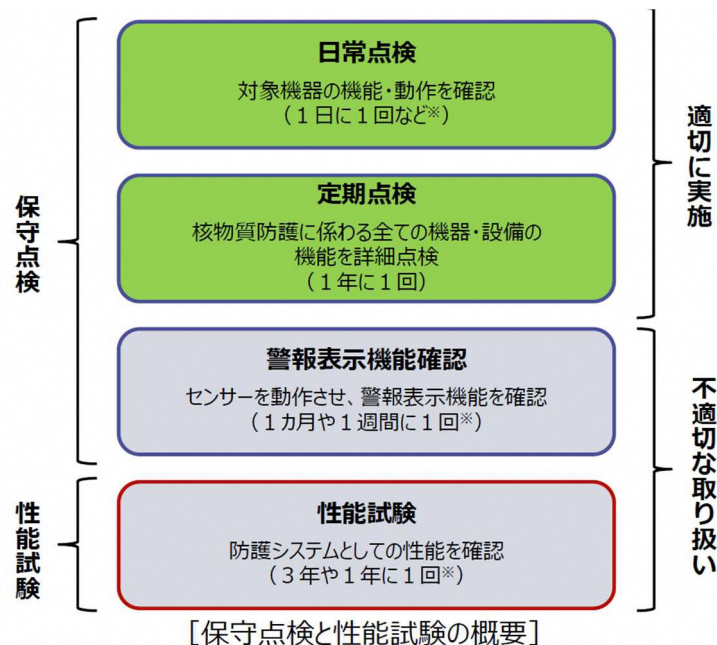 日常点検
対象機器の機能・動作を確認
（１日に１回など※）
定期点検
核物質防護に係わる全ての機器・設備の
機能を詳細点検
（１年に１回）
警報表示機能確認
センサーを動作させ、警報表示機能を確認
（１カ月や１週間に１回※）
性能試験
防護システムとしての性能を確認
（３年や１年に１回※）
保守点検
性能試験
適切に実施
不適切な取り扱い
［保守点検と性能試験の概要］